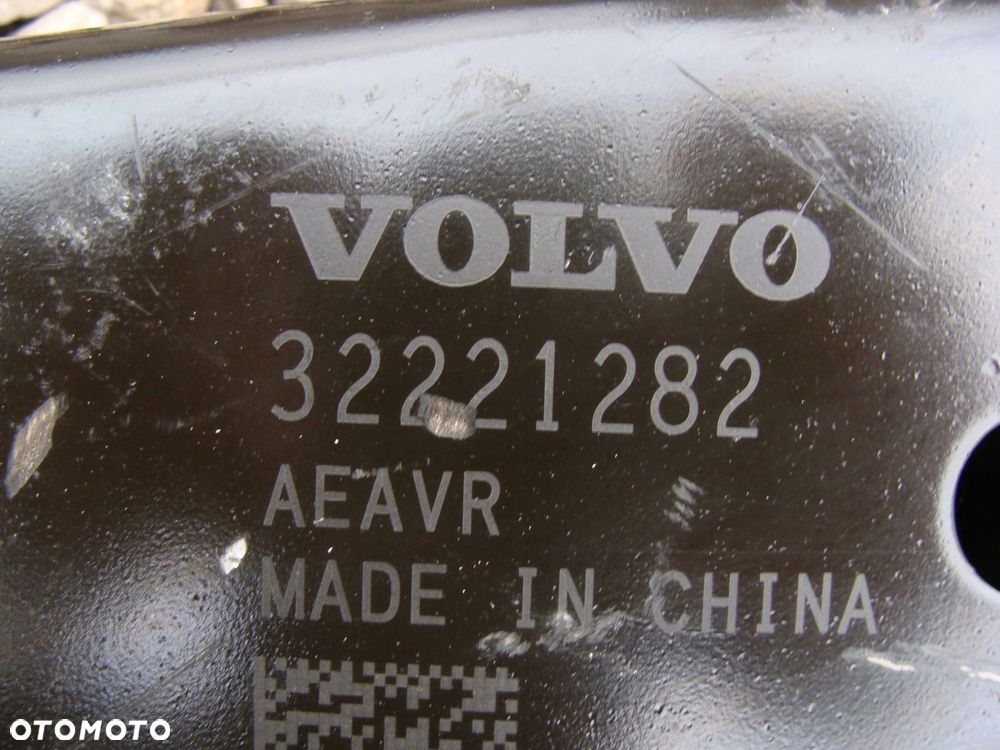 VOLVO
32221282
AEAVR
MADE IN CHINA
OTOMOTO